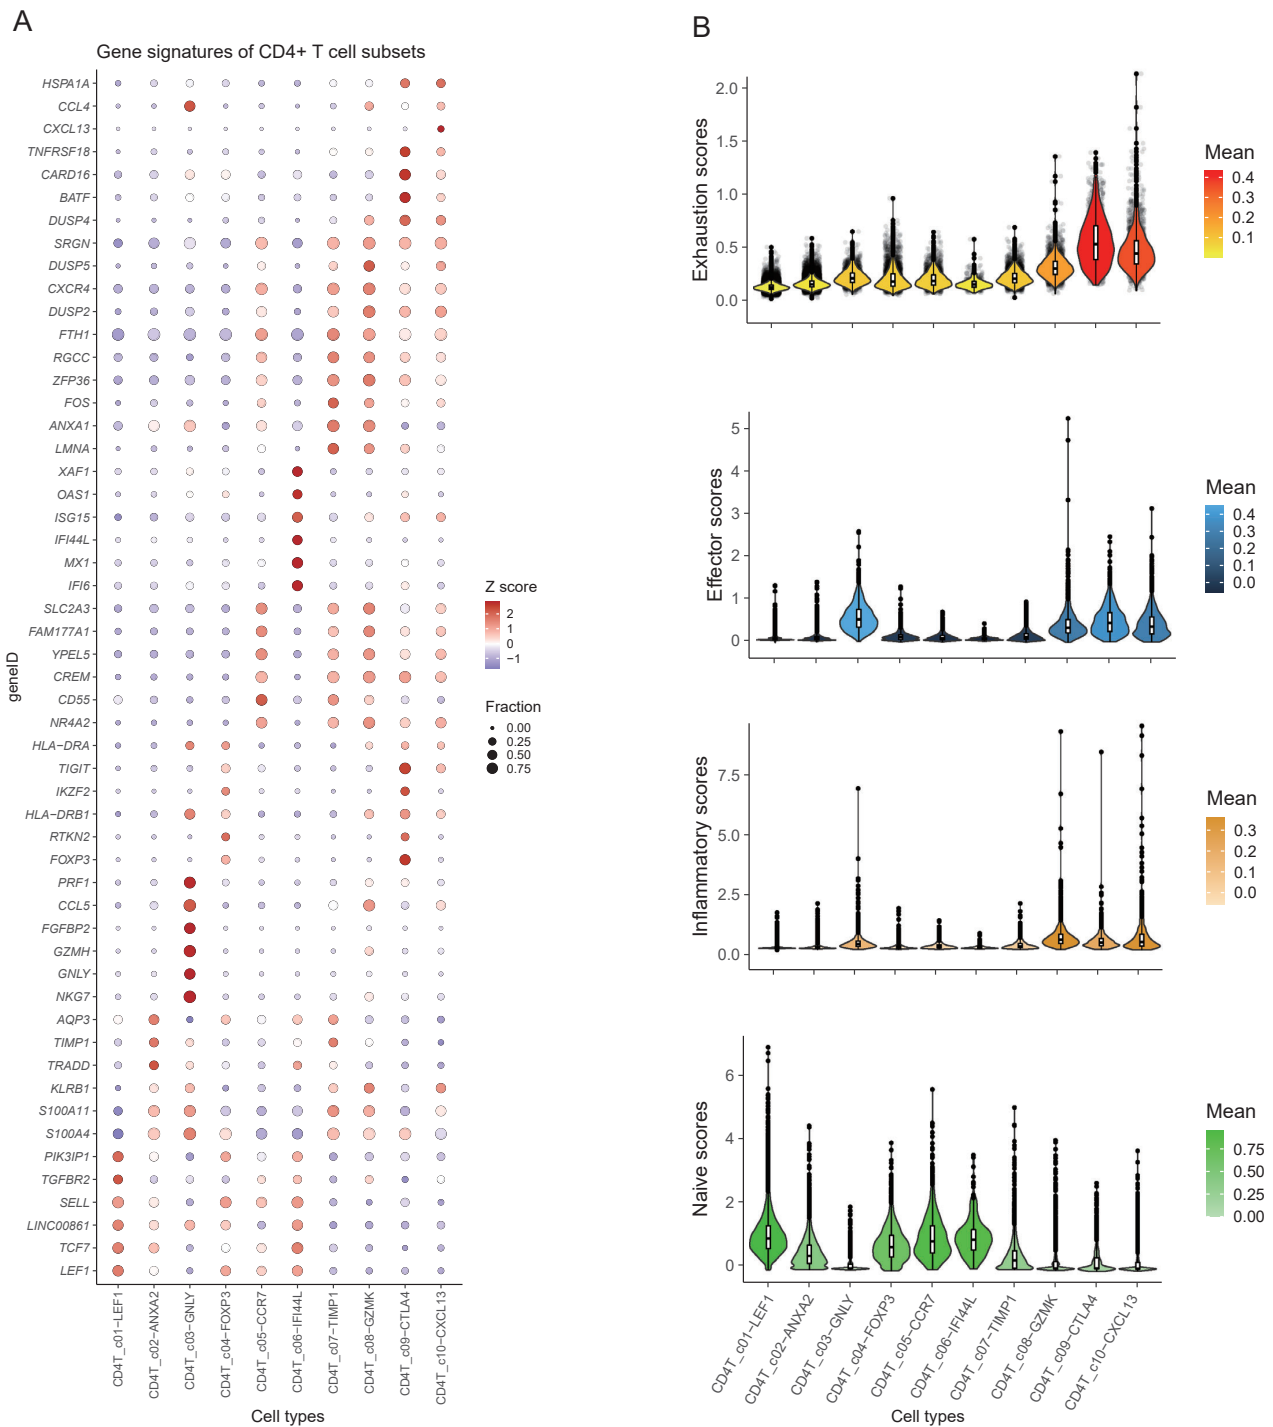 A
Gene signatures of CD4+ T cell subsets
geneID
HSPA1A
CCL4
CXCL13
TNFRSF18
CARD16
BATF
DUSP4
SRGN
DUSP5
CXCR4
DUSP2
FTH1
RGCC
ZFP36
FOS
ANXA1
LMNA
XAF1
OAS1
ISG15
IFI44L
MX1
IFI6
SLC2A3
FAM177A1
YPEL5
CREM
CD55
NR4A2
HLA−DRA
TIGIT
IKZF2
HLA−DRB1
RTKN2
FOXP3
PRF1
CCL5
FGFBP2
GZMH
GNLY
NKG7
AQP3
TIMP1
TRADD
KLRB1
S100A11
S100A4
PIK3IP1
TGFBR2
SELL
LINC00861
TCF7
LEF1
CD4T_c01−LEF1
CD4T_c02−ANXA2
CD4T_c03−GNLY
CD4T_c04−FOXP3
CD4T_c05−CCR7
CD4T_c06−IFI44L
CD4T_c07−TIMP1
CD4T_c08−GZMK
CD4T_c09−CTLA4
CD4T_c10−CXCL13
Cell types
Z score
2
1
0
−1
Fraction
0.00
0.25
0.50
0.75
B
Exhaustion scores
2.0
1.5
1.0
0.5
0.0
Mean
0.4
0.3
0.2
0.1
Effector scores
5
4
3
2
1
0
Mean
0.4
0.3
0.2
0.1
0.0
Inflammatory scores
7.5
5.0
2.5
0.0
Mean
0.3
0.2
0.1
0.0
Naive scores
6
4
2
0
Mean
0.75
0.50
0.25
0.00
CD4T_c01−LEF1
CD4T_c02−ANXA2
CD4T_c03−GNLY
CD4T_c04−FOXP3
CD4T_c05−CCR7
CD4T_c06−IFI44L
CD4T_c07−TIMP1
CD4T_c08−GZMK
CD4T_c09−CTLA4
CD4T_c10−CXCL13
Cell types